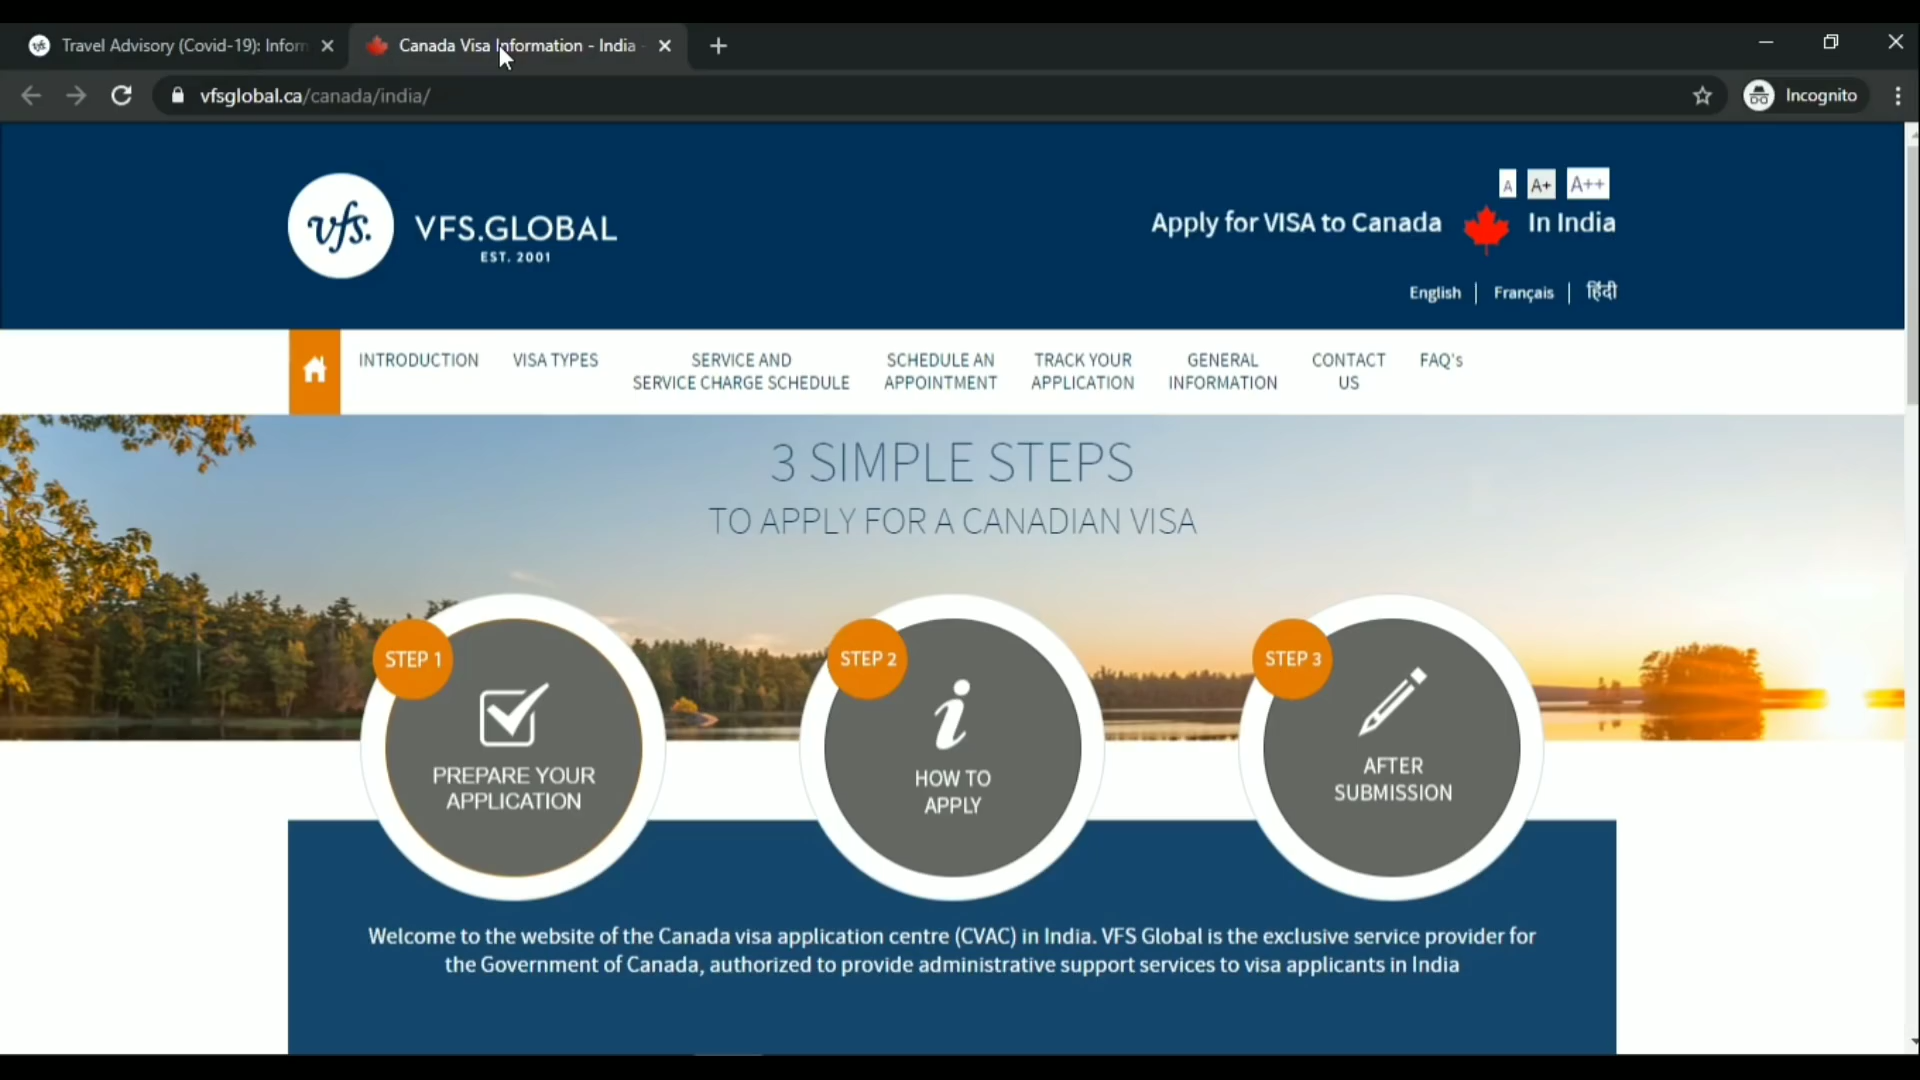 Travel Advisory (Covid-19): Inform
Canada Visa Information - India
vfsglobal.ca/canada/india/
Incognito
vfs.
VFS.GLOBAL
EST. 2001
A A+ A++
Apply for VISA to Canada In India
English | Français | हिंदी
INTRODUCTION
VISA TYPES
SERVICE AND
SERVICE CHARGE SCHEDULE
SCHEDULE AN
APPOINTMENT
TRACK YOUR
APPLICATION
GENERAL
INFORMATION
CONTACT
US
FAQ's
3 SIMPLE STEPS
TO APPLY FOR A CANADIAN VISA
STEP 1
PREPARE YOUR
APPLICATION
STEP 2
HOW TO
APPLY
STEP 3
AFTER
SUBMISSION
Welcome to the website of the Canada visa application centre (CVAC) in India. VFS Global is the exclusive service provider for
the Government of Canada, authorized to provide administrative support services to visa applicants in India